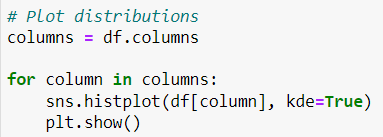 # Plot distributions
columns = df.columns

for column in columns:
    sns.histplot(df[column], kde=True)
    plt.show()